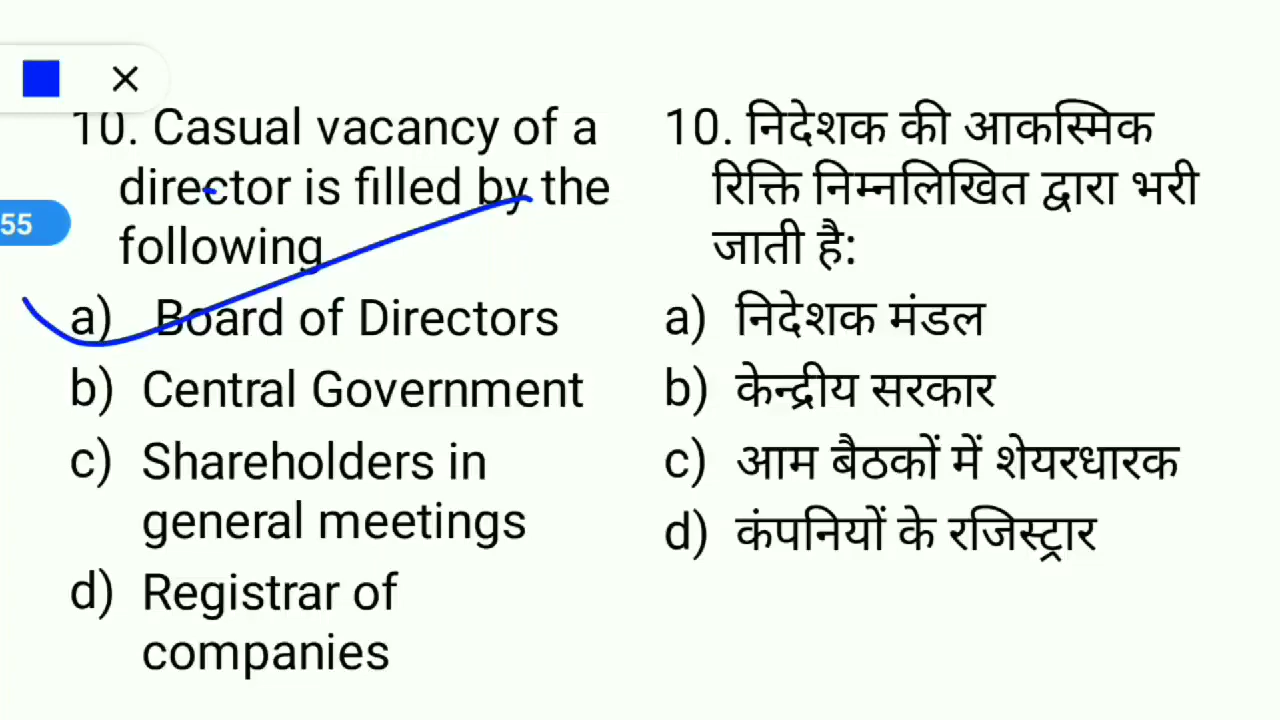 10. Casual vacancy of a
director is filled by the
following
a) Board of Directors
b) Central Government
c) Shareholders in
general meetings
d) Registrar of
companies
10. निदेशक की आकस्मिक
रिक्ति निम्नलिखित द्वारा भरी
जाती है:
a) निदेशक मंडल
b) केन्द्रीय सरकार
c) आम बैठकों में शेयरधारक
d) कंपनियों के रजिस्ट्रार
55